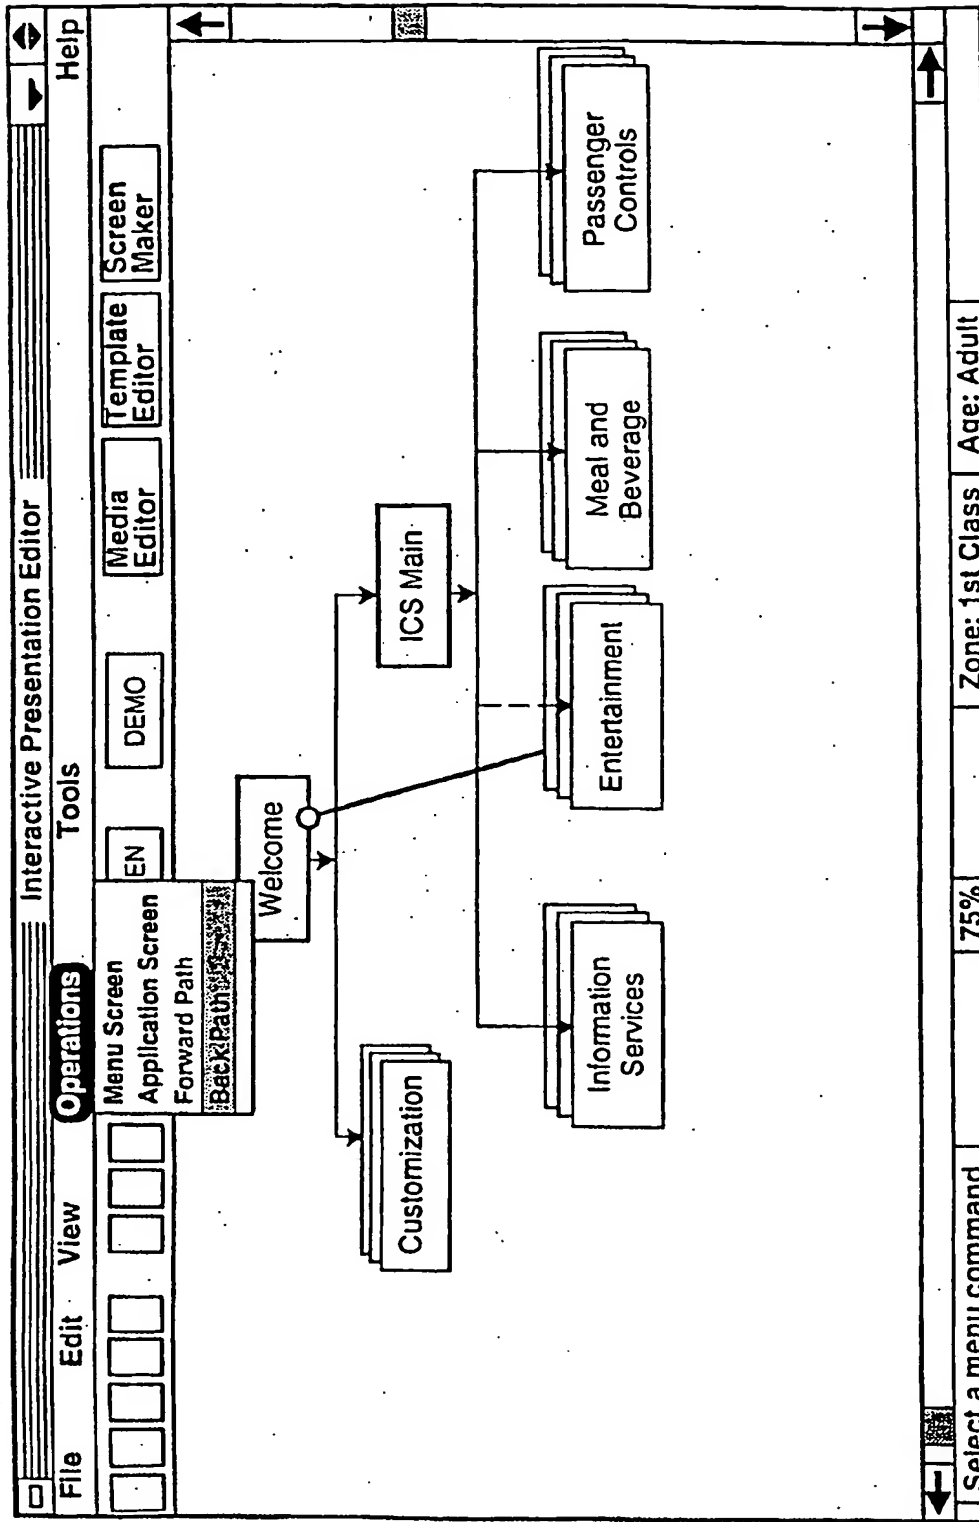 Interactive Presentation Editor
File Edit View Operations Tools Help
Menu Screen
Application Screen
Forward Path
Back Path
EN
DEMO
Media
Editor
Template
Editor
Screen
Maker
Welcome
Customization
ICS Main
Information
Services
Entertainment
Meal and
Beverage
Passenger
Controls
Select a menu command
75%
Zone: 1st Class
Age: Adult